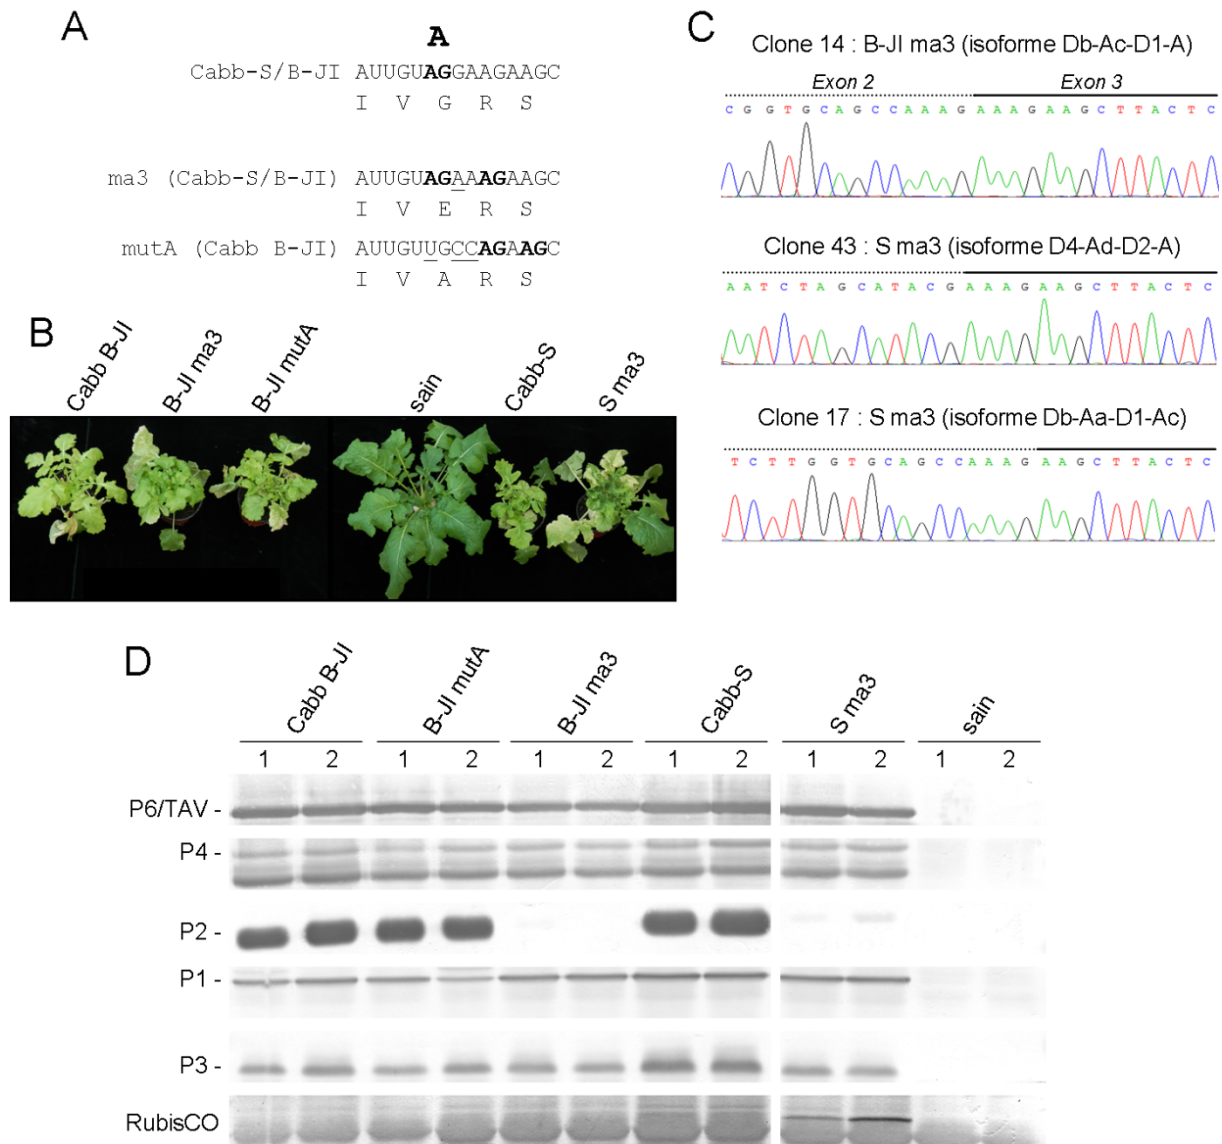 A
A
Cabb-S/B-JI AUUGUAGGAAGAAGC
I V G R S
ma3 (Cabb-S/B-JI) AUUGUAGAAAGAAGC
I V E R S
mutA (Cabb B-JI) AUUGUUGCCAGAAGC
I V A R S
B
Cabb B-JI
B-JI ma3
B-JI mutA
sain
Cabb-S
S ma3
C
Clone 14 : B-JI ma3 (isoforme Db-Ac-D1-A)
Exon 2 Exon 3
C G G T G C A G C C A A A G A A A G A A G C T T A C T C
Clone 43 : S ma3 (isoforme D4-Ad-D2-A)
A A T C T A G C A T A C G A A A G A A G C T T A C T C
Clone 17 : S ma3 (isoforme Db-Aa-D1-Ac)
T C T T G G T G C A G C C A A A G A A G C T T A C T C
D
Cabb B-JI B-JI mutA B-JI ma3 Cabb-S S ma3 sain
1 2 1 2 1 2 1 2 1 2 1 2
P6/TAV -
P4 -
P2 -
P1 -
P3 -
RubisCO